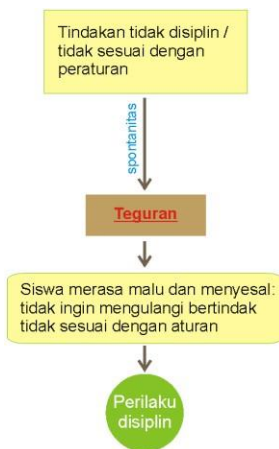 Tindakan tidak disiplin /
tidak sesuai dengan
peraturan
spontanitas
Teguran
Siswa merasa malu dan menyesal:
tidak ingin mengulangi bertindak
tidak sesuai dengan aturan
Perilaku
disiplin